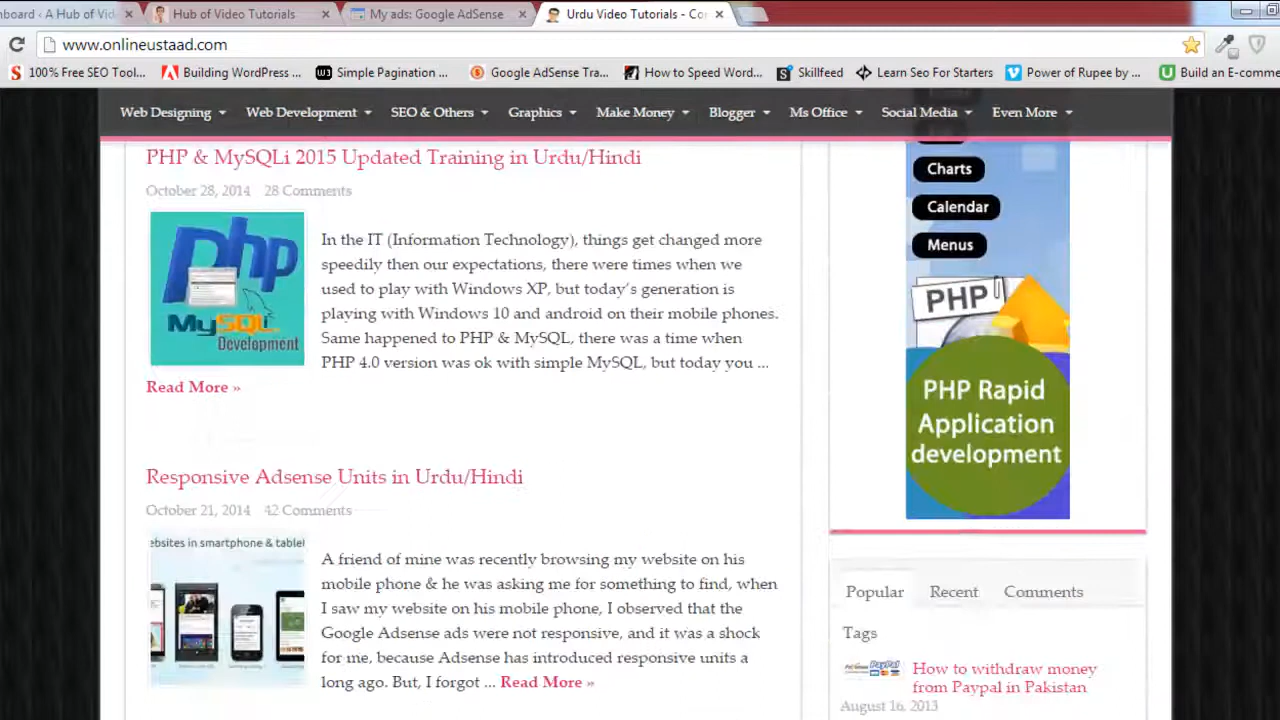 hboard ‹ A Hub of Vid
Hub of Video Tutorials
My ads: Google AdSense
Urdu Video Tutorials - Co
www.onlineustaad.com
100% Free SEO Tool...
Building WordPress ...
Simple Pagination ...
Google AdSense Tra...
How to Speed Word...
Skillfeed
Learn Seo For Starters
Power of Rupee by ...
Build an E-comme
Web Designing
Web Development
SEO & Others
Graphics
Make Money
Blogger
Ms Office
Social Media
Even More
PHP & MySQLi 2015 Updated Training in Urdu/Hindi
October 28, 2014 28 Comments
php
MySQL
Development
In the IT (Information Technology), things get changed more
speedily then our expectations, there were times when we
used to play with Windows XP, but today's generation is
playing with Windows 10 and android on their mobile phones.
Same happened to PHP & MySQL, there was a time when
PHP 4.0 version was ok with simple MySQL, but today you ...
Read More »
Responsive Adsense Units in Urdu/Hindi
October 21, 2014 42 Comments
ebsites in smartphone & tablet
A friend of mine was recently browsing my website on his
mobile phone & he was asking me for something to find, when
I saw my website on his mobile phone, I observed that the
Google Adsense ads were not responsive, and it was a shock
for me, because Adsense has introduced responsive units a
long ago. But, I forgot ... Read More »
Charts
Calendar
Menus
PHP
PHP Rapid
Application
development
Popular
Recent
Comments
Tags
PayPal
How to withdraw money
from Paypal in Pakistan
August 16, 2013